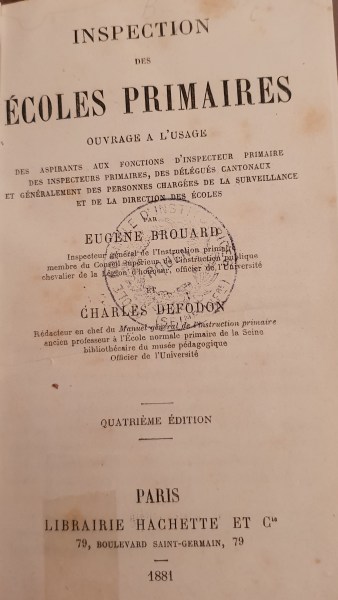 INSPECTION
DES
ÉCOLES PRIMAIRES
OUVRAGE A L'USAGE
DES ASPIRANTS AUX FONCTIONS D'INSPECTEUR PRIMAIRE
DES INSPECTEURS PRIMAIRES, DES DÉLÉGUÉS CANTONAUX
ET GÉNÉRALEMENT DES PERSONNES CHARGÉES DE LA SURVEILLANCE
ET DE LA DIRECTION DES ÉCOLES
PAR
EUGÈNE BROUARD
Inspecteur général de l'Instruction primaire
membre du Conseil supérieur de l'Instruction publique
chevalier de la Légion d'honneur, officier de l'Université
ET
CHARLES DEFODON
Rédacteur en chef du Manuel général de l'instruction primaire
ancien professeur à l'École normale primaire de la Seine
bibliothécaire du musée pédagogique
Officier de l'Université
QUATRIÈME ÉDITION
PARIS
LIBRAIRIE HACHETTE ET Cie
79, BOULEVARD SAINT-GERMAIN, 79
1881